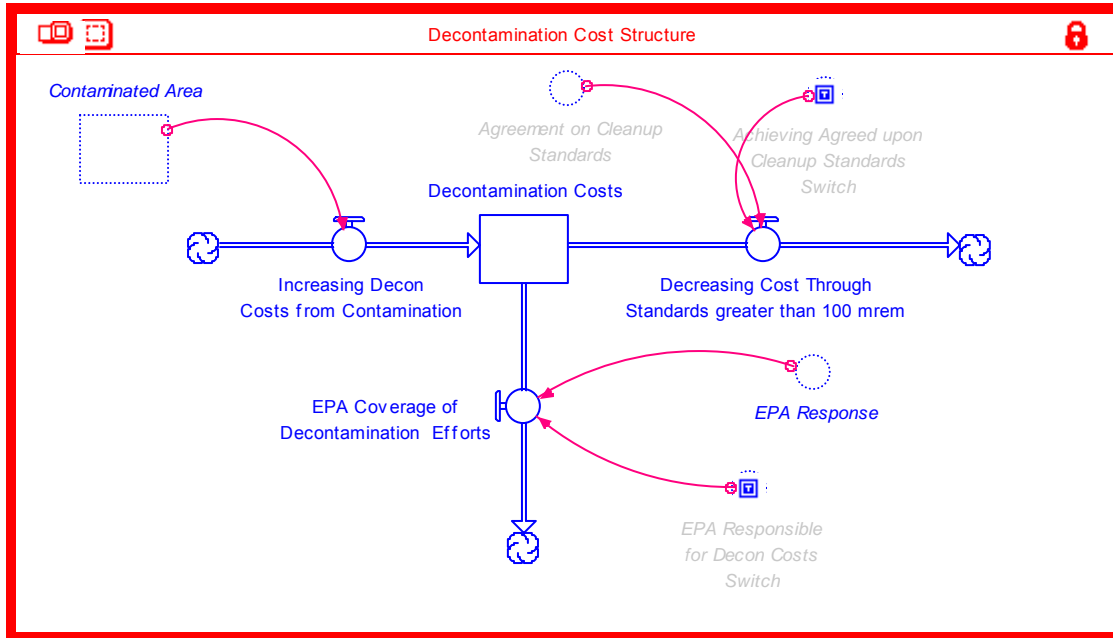 Decontamination Cost Structure
Contaminated Area
Agreement on Cleanup
Standards
Achieving Agreed upon
Cleanup Standards
Switch
Decontamination Costs
Increasing Decon
Costs from Contamination
Decreasing Cost Through
Standards greater than 100 mrem
EPA Coverage of
Decontamination Efforts
EPA Response
T
T
EPA Responsible
for Decon Costs
Switch